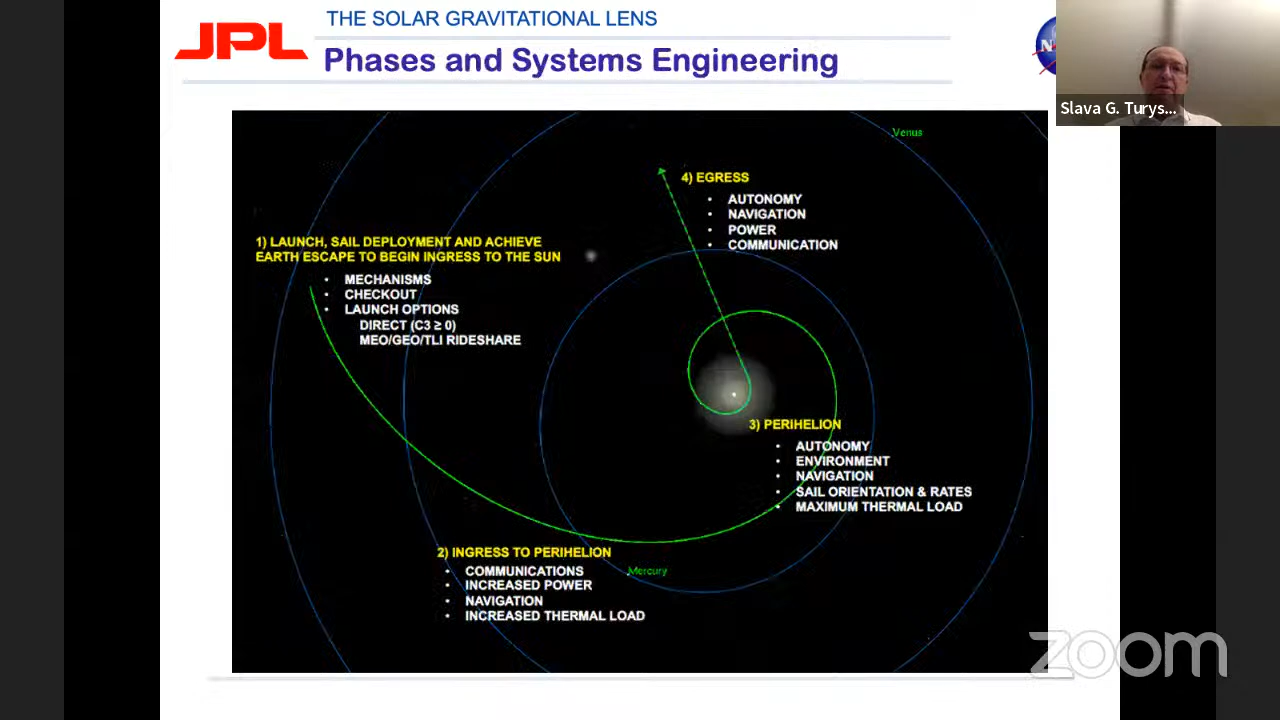 THE SOLAR GRAVITATIONAL LENS
JPL
Phases and Systems Engineering
Slava G. Turys...
Venus
4) EGRESS
• AUTONOMY
• NAVIGATION
• POWER
• COMMUNICATION
1) LAUNCH, SAIL DEPLOYMENT AND ACHIEVE
EARTH ESCAPE TO BEGIN INGRESS TO THE SUN
• MECHANISMS
• CHECKOUT
• LAUNCH OPTIONS
DIRECT (C3 ≥ 0)
MEO/GEO/TLI RIDESHARE
3) PERIHELION
• AUTONOMY
• ENVIRONMENT
• NAVIGATION
• SAIL ORIENTATION & RATES
• MAXIMUM THERMAL LOAD
2) INGRESS TO PERIHELION
• COMMUNICATIONS
• INCREASED POWER
• NAVIGATION
• INCREASED THERMAL LOAD
Mercury
zoom